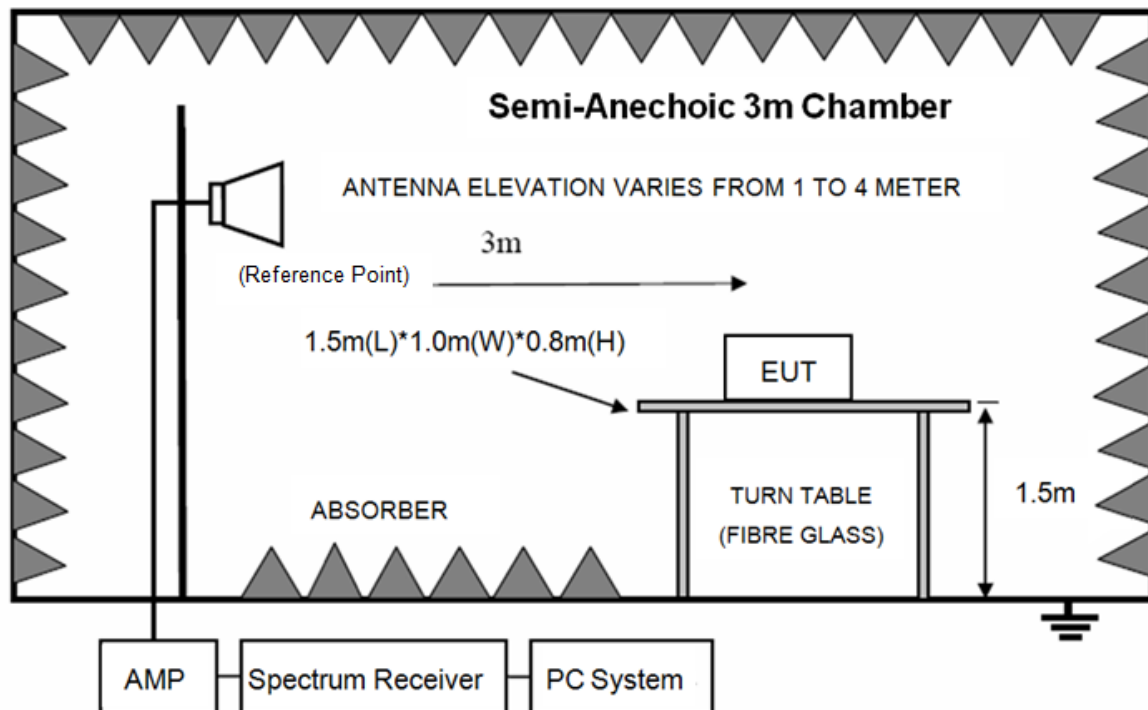 Semi-Anechoic 3m Chamber
ANTENNA ELEVATION VARIES FROM 1 TO 4 METER
3m
(Reference Point)
1.5m(L)*1.0m(W)*0.8m(H)
EUT
ABSORBER
TURN TABLE
(FIBRE GLASS)
1.5m
AMP
Spectrum Receiver
PC System